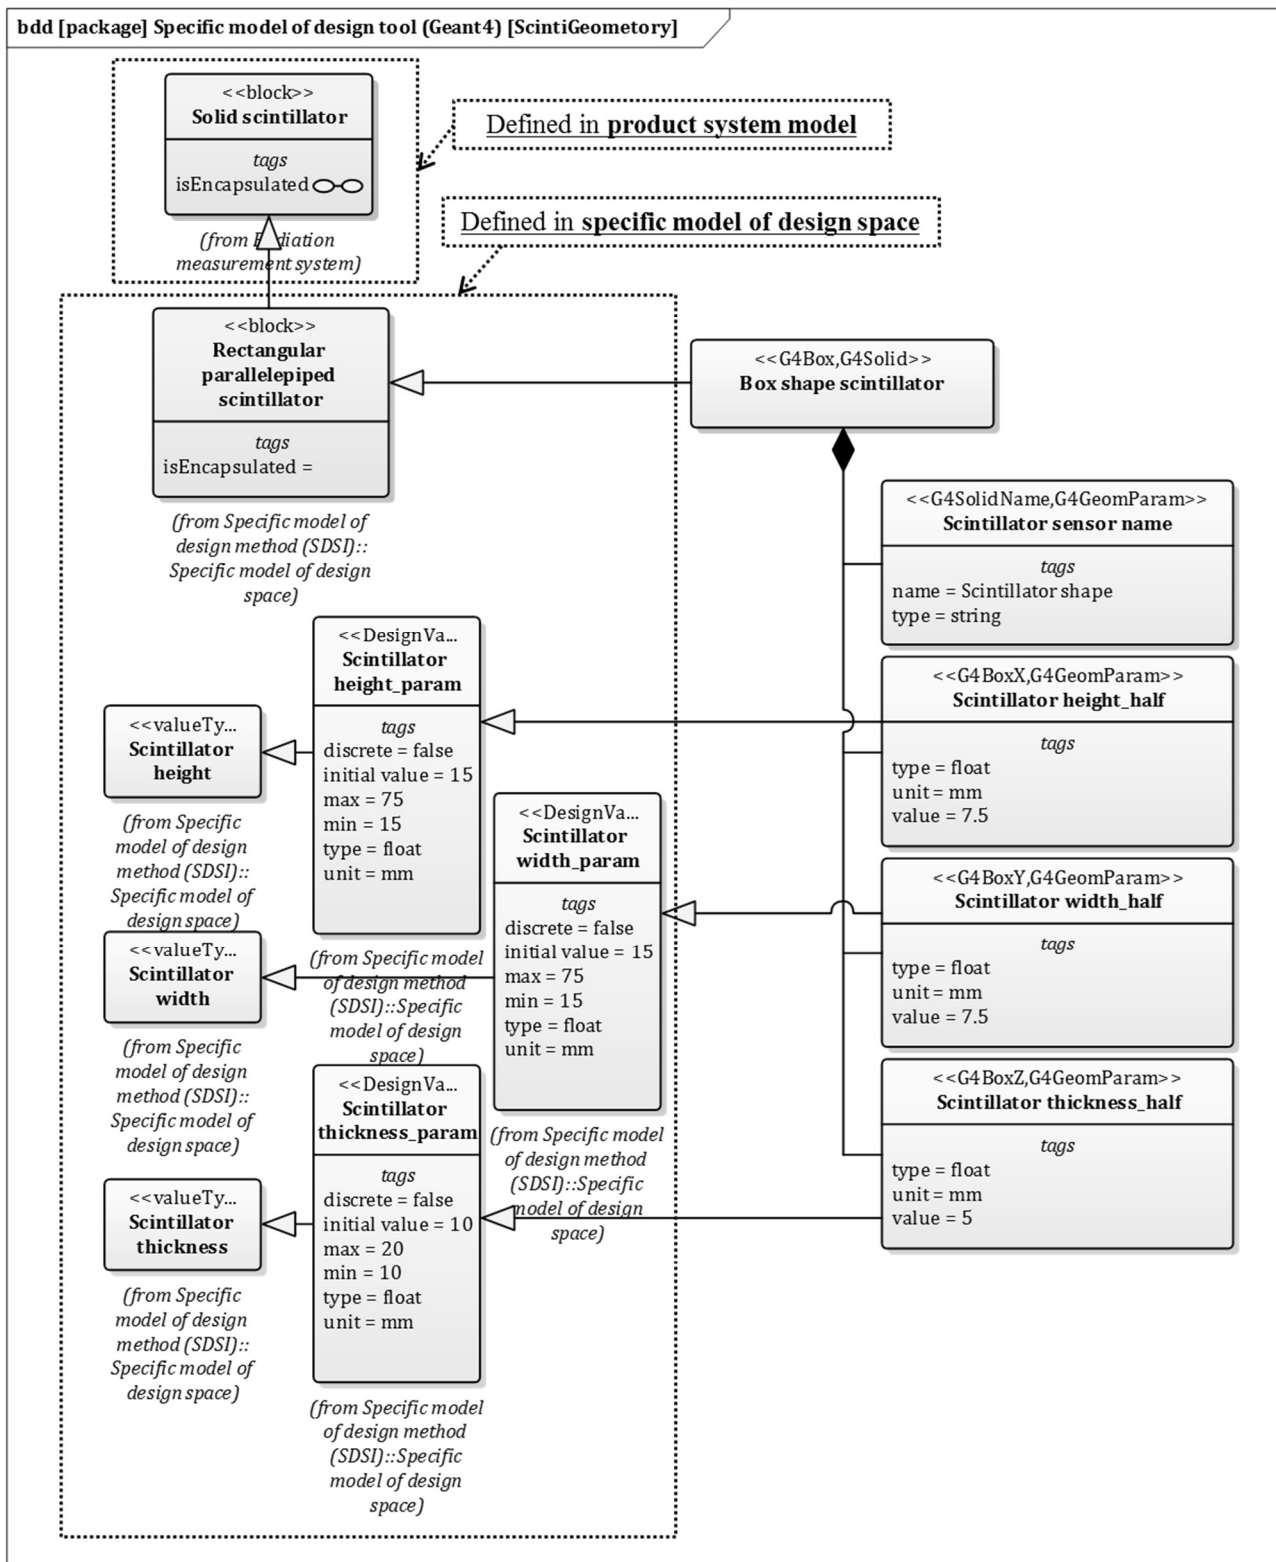 bdd [package] Specific model of design tool (Geant4) [ScintiGeometory]
<<block>>
Solid scintillator
tags
isEncapsulated
(from Radiation
measurement system)
Defined in product system model
Defined in specific model of design space
<<block>>
Rectangular
parallelepiped
scintillator
tags
isEncapsulated =
(from Specific model of
design method (SDSI)::
Specific model of design
space)
<<G4Box,G4Solid>>
Box shape scintillator
<<G4SolidName,G4GeomParam>>
Scintillator sensor name
tags
name = Scintillator shape
type = string
<<DesignVa...
Scintillator
height_param
tags
discrete = false
initial value = 15
max = 75
min = 15
type = float
unit = mm
(from Specific model
of design method
(SDSI)::Specific
model of design
space)
<<G4BoxX,G4GeomParam>>
Scintillator height_half
tags
type = float
unit = mm
value = 7.5
<<valueTy...
Scintillator
height
(from Specific
model of design
method (SDSI)::
Specific model of
design space)
<<DesignVa...
Scintillator
width_param
tags
discrete = false
initial value = 15
max = 75
min = 15
type = float
unit = mm
(from Specific model
of design method
(SDSI)::Specific
model of design
space)
<<G4BoxY,G4GeomParam>>
Scintillator width_half
tags
type = float
unit = mm
value = 7.5
<<valueTy...
Scintillator
width
(from Specific
model of design
method (SDSI)::
Specific model of
design space)
<<DesignVa...
Scintillator
thickness_param
tags
discrete = false
initial value = 10
max = 20
min = 10
type = float
unit = mm
(from Specific model
of design method
(SDSI)::Specific
model of design
space)
<<G4BoxZ,G4GeomParam>>
Scintillator thickness_half
tags
type = float
unit = mm
value = 5
<<valueTy...
Scintillator
thickness
(from Specific
model of design
method (SDSI)::
Specific model of
design space)